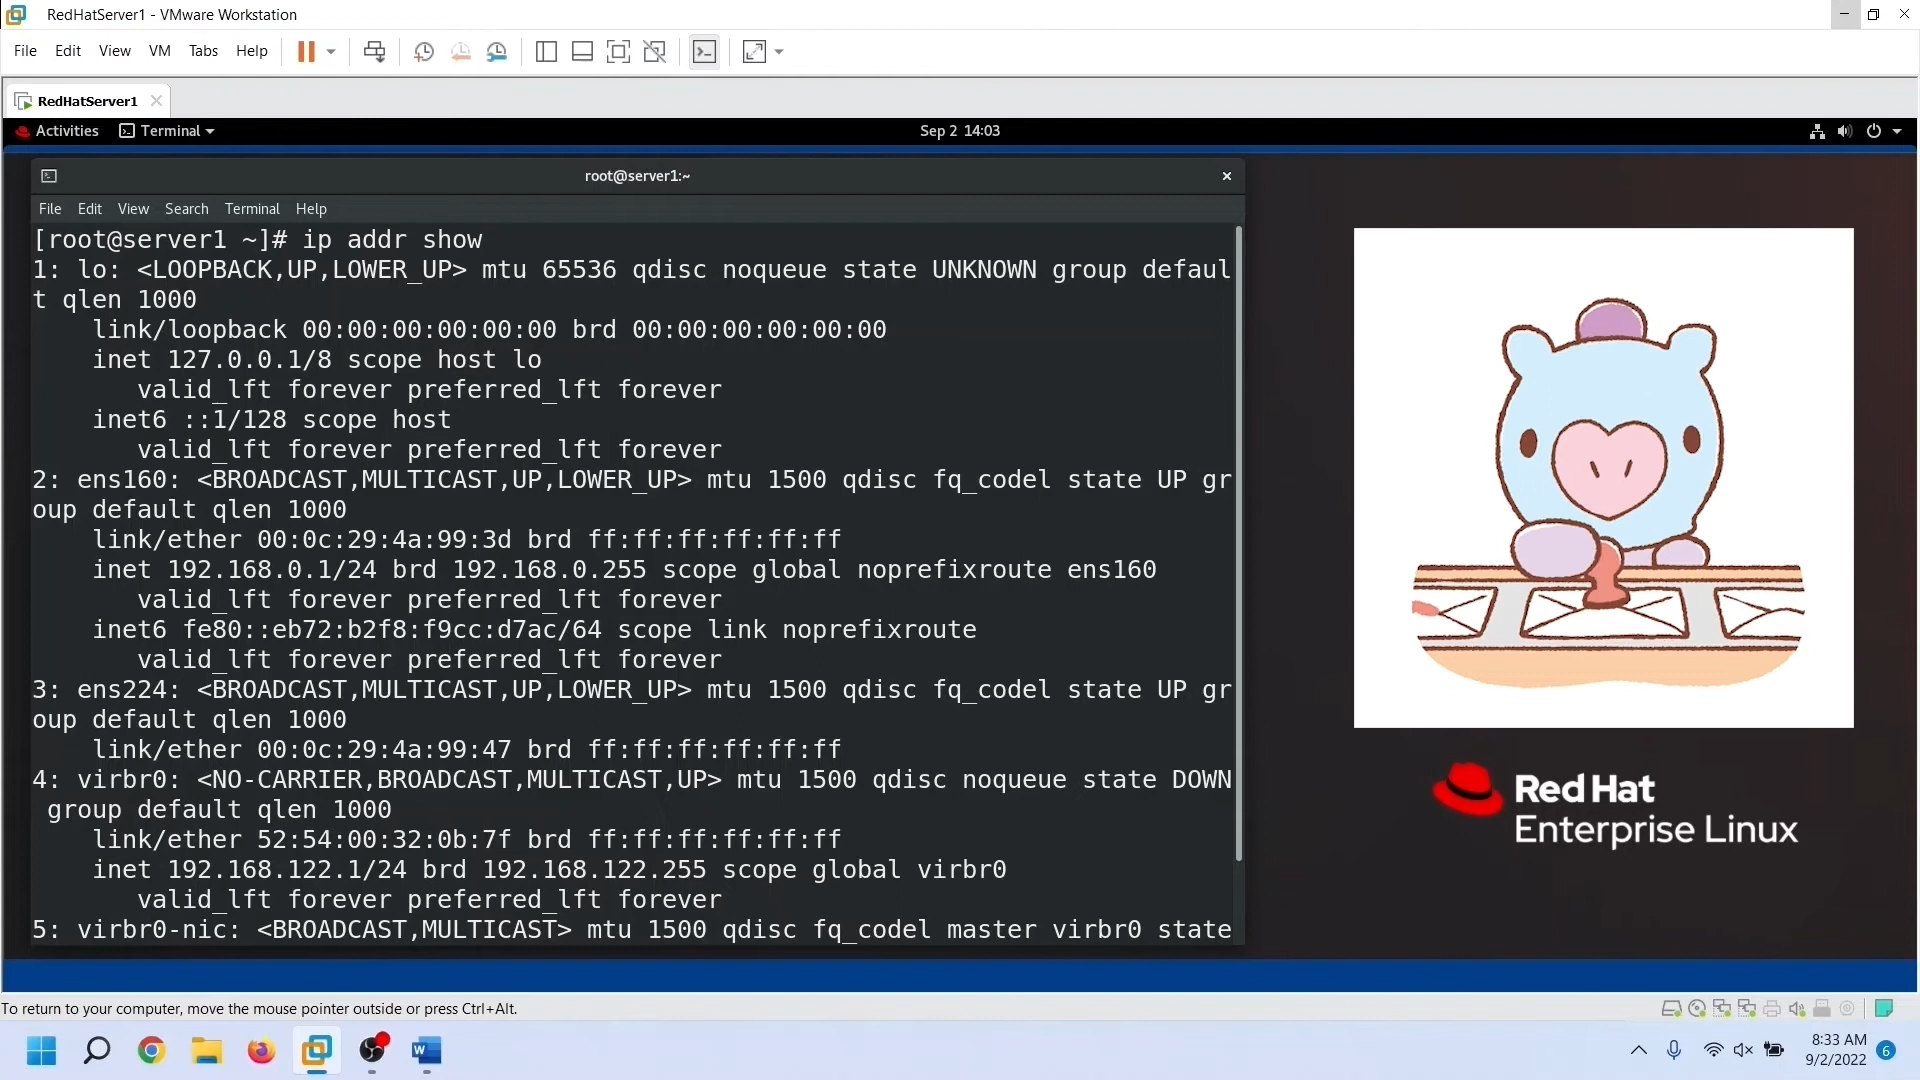 RedHatServer1 - VMware Workstation
File Edit View VM Tabs Help
RedHatServer1
Activities Terminal Sep 2 14:03
root@server1:~
File Edit View Search Terminal Help
[root@server1 ~]# ip addr show
1: lo: <LOOPBACK,UP,LOWER_UP> mtu 65536 qdisc noqueue state UNKNOWN group defaul
t qlen 1000
    link/loopback 00:00:00:00:00:00 brd 00:00:00:00:00:00
    inet 127.0.0.1/8 scope host lo
       valid_lft forever preferred_lft forever
    inet6 ::1/128 scope host
       valid_lft forever preferred_lft forever
2: ens160: <BROADCAST,MULTICAST,UP,LOWER_UP> mtu 1500 qdisc fq_codel state UP gr
oup default qlen 1000
    link/ether 00:0c:29:4a:99:3d brd ff:ff:ff:ff:ff:ff
    inet 192.168.0.1/24 brd 192.168.0.255 scope global noprefixroute ens160
       valid_lft forever preferred_lft forever
    inet6 fe80::eb72:b2f8:f9cc:d7ac/64 scope link noprefixroute
       valid_lft forever preferred_lft forever
3: ens224: <BROADCAST,MULTICAST,UP,LOWER_UP> mtu 1500 qdisc fq_codel state UP gr
oup default qlen 1000
    link/ether 00:0c:29:4a:99:47 brd ff:ff:ff:ff:ff:ff
4: virbr0: <NO-CARRIER,BROADCAST,MULTICAST,UP> mtu 1500 qdisc noqueue state DOWN
 group default qlen 1000
    link/ether 52:54:00:32:0b:7f brd ff:ff:ff:ff:ff:ff
    inet 192.168.122.1/24 brd 192.168.122.255 scope global virbr0
       valid_lft forever preferred_lft forever
5: virbr0-nic: <BROADCAST,MULTICAST> mtu 1500 qdisc fq_codel master virbr0 state
Red Hat
Enterprise Linux
To return to your computer, move the mouse pointer outside or press Ctrl+Alt.
W
8:33 AM
9/2/2022
6